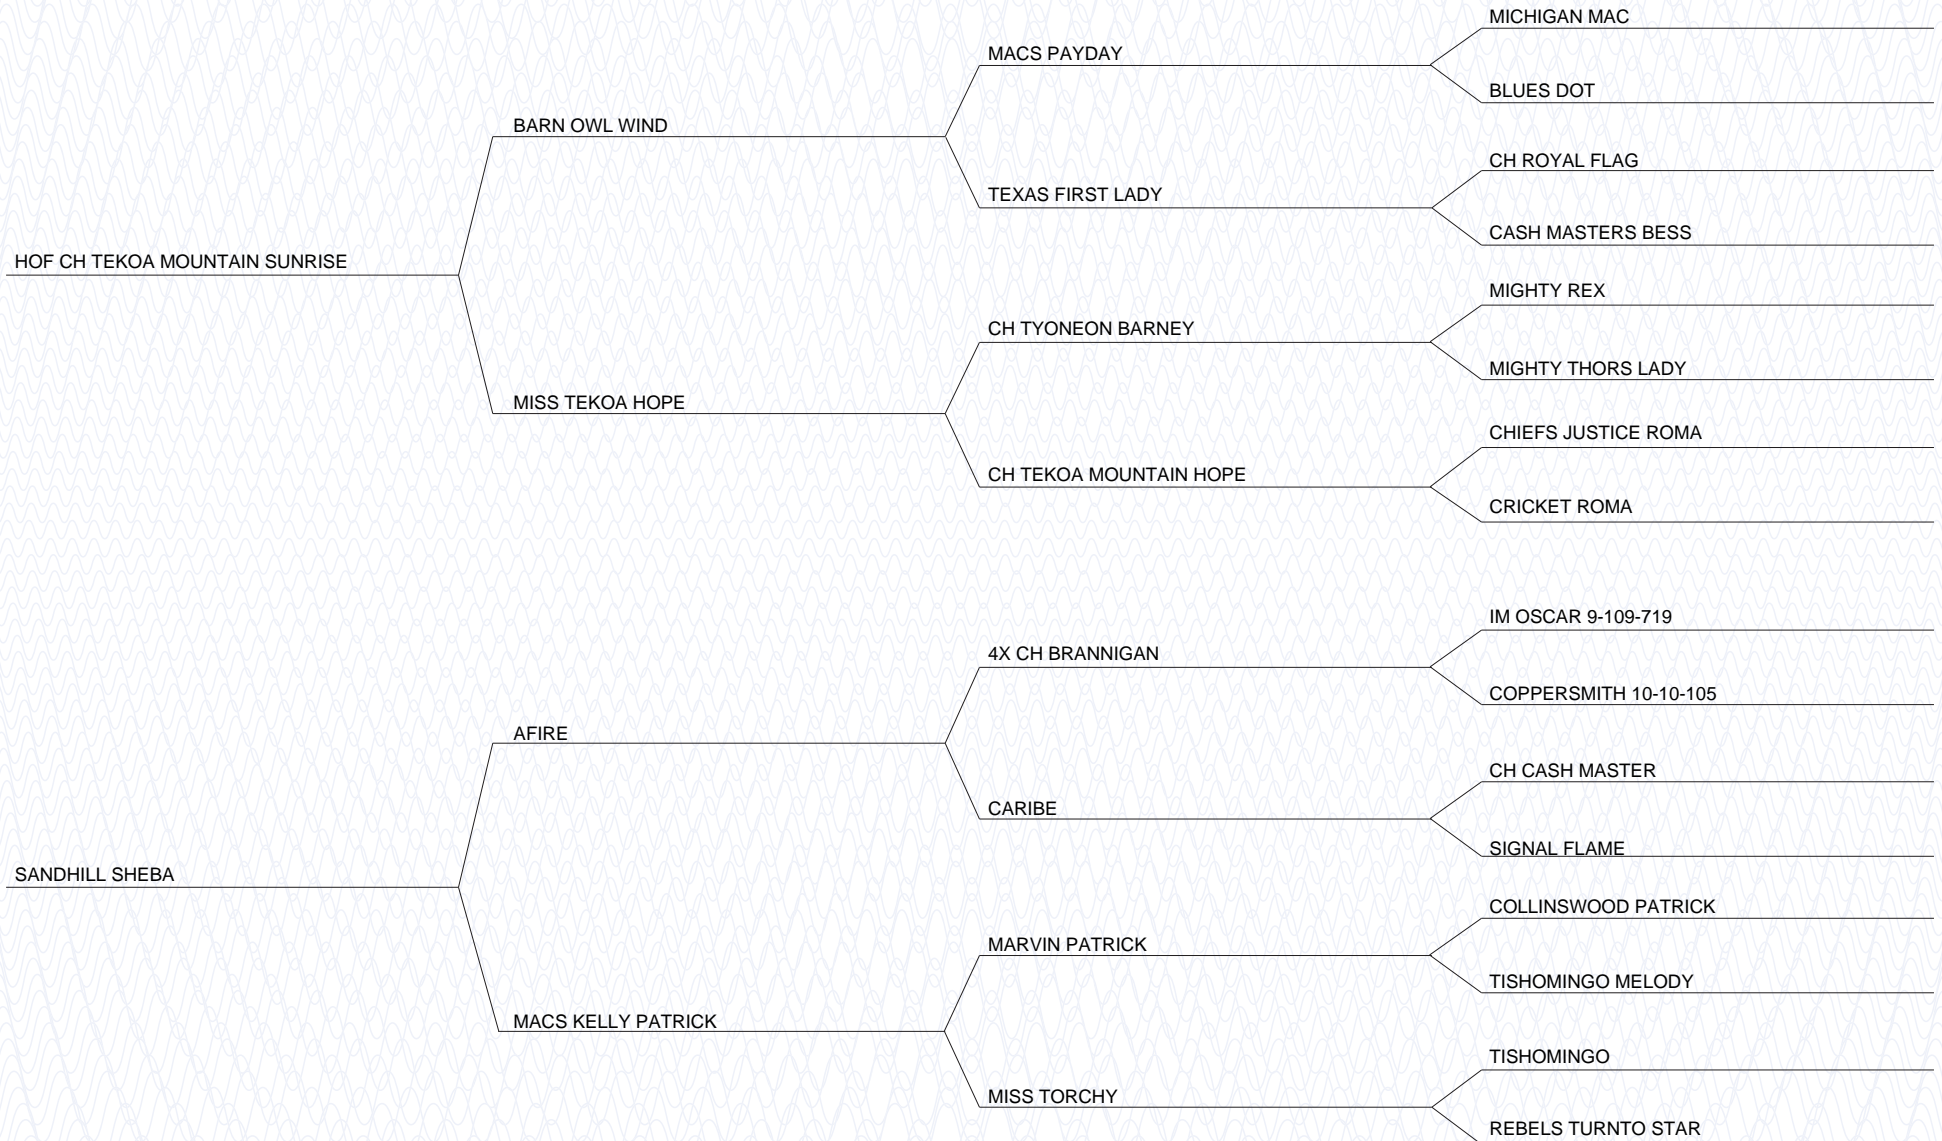 MICHIGAN MAC
MACS PAYDAY
BLUES DOT
BARN OWL WIND
CH ROYAL FLAG
TEXAS FIRST LADY
CASH MASTERS BESS
HOF CH TEKOA MOUNTAIN SUNRISE
MIGHTY REX
CH TYONEON BARNEY
MIGHTY THORS LADY
MISS TEKOA HOPE
CHIEFS JUSTICE ROMA
CH TEKOA MOUNTAIN HOPE
CRICKET ROMA
IM OSCAR 9-109-719
4X CH BRANNIGAN
COPPERSMITH 10-10-105
AFIRE
CH CASH MASTER
CARIBE
SIGNAL FLAME
SANDHILL SHEBA
COLLINSWOOD PATRICK
MARVIN PATRICK
TISHOMINGO MELODY
MACS KELLY PATRICK
TISHOMINGO
MISS TORCHY
REBELS TURNTO STAR